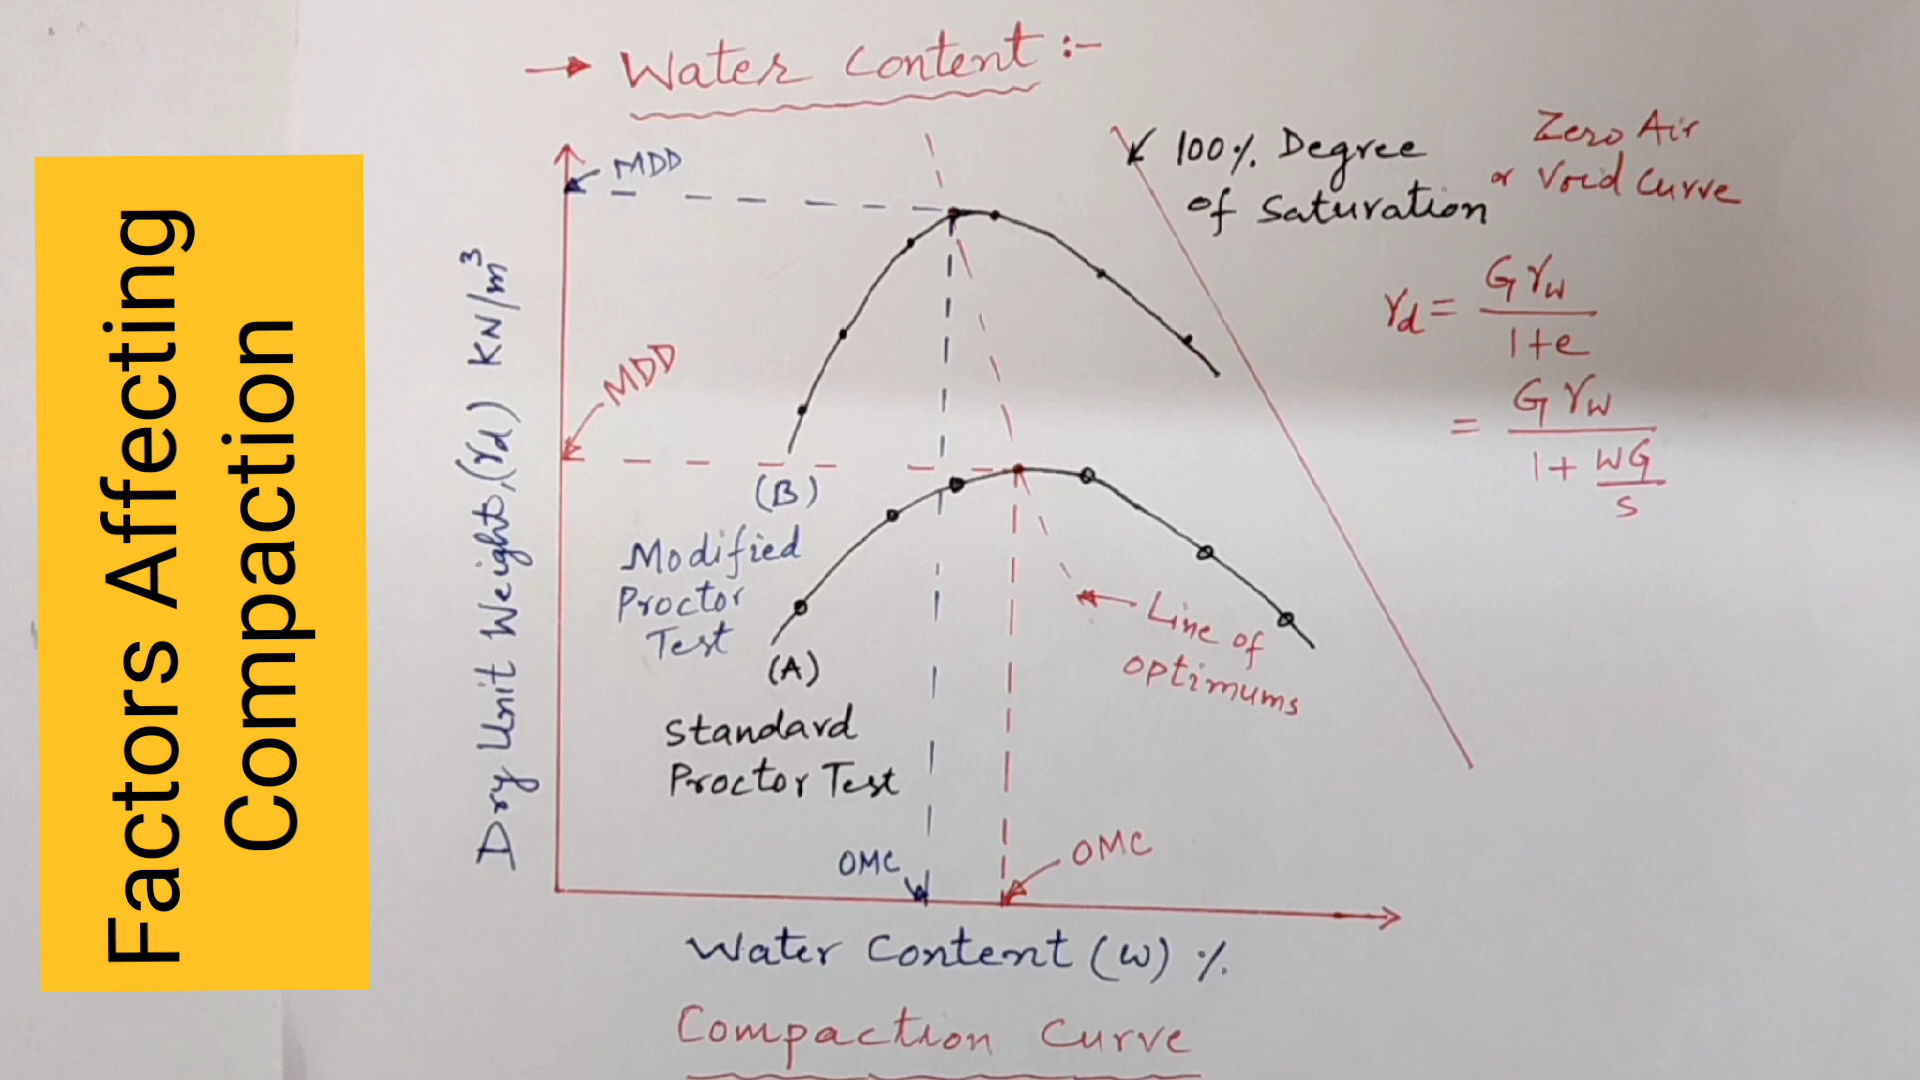 Factors Affecting
Compaction
→ Water Content :-
MDD
100% Degree
of Saturation
Zero Air
or Void Curve
γd = GγW / 1+e
= GγW / 1 + WG/S
MDD
Dry Unit Weight, (γd) KN/m³
(B)
Modified
Proctor
Test
(A)
Standard
Proctor Test
Line of
optimums
OMC
OMC
Water Content (W) %
Compaction Curve